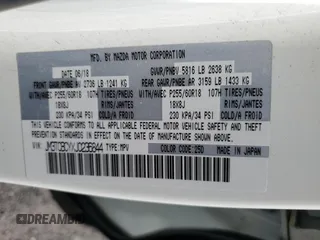 MFD. BY MAZDA MOTOR CORPORATION
DATE 06/18 GVWR/PNBV 5816 LB 2638 KG
FRONT GAWR/PNBE AV 2736 LB 1241 KG REAR GAWR/PNBE AR 3159 LB 1433 KG
WITH/AVEC P255/60R18 107H TIRES/PNEUS WITH/AVEC P255/60R18 107H TIRES/PNEUS
18X8J RIMS/JANTES 18X8J RIMS/JANTES
230 KPA/34 PSI COLD/A FROID 230 KPA/34 PSI COLD/A FROID
THIS VEHICLE CONFORMS TO ALL APPLICABLE FEDERAL MOTOR
VEHICLE SAFETY, BUMPER, AND THEFT PREVENTION STANDARDS
IN EFFECT ON THE DATE OF MANUFACTURE SHOWN ABOVE.
COLOR CODE:25D MADE IN JAPAN
VIN: TYPE:MPV
DREAMBID